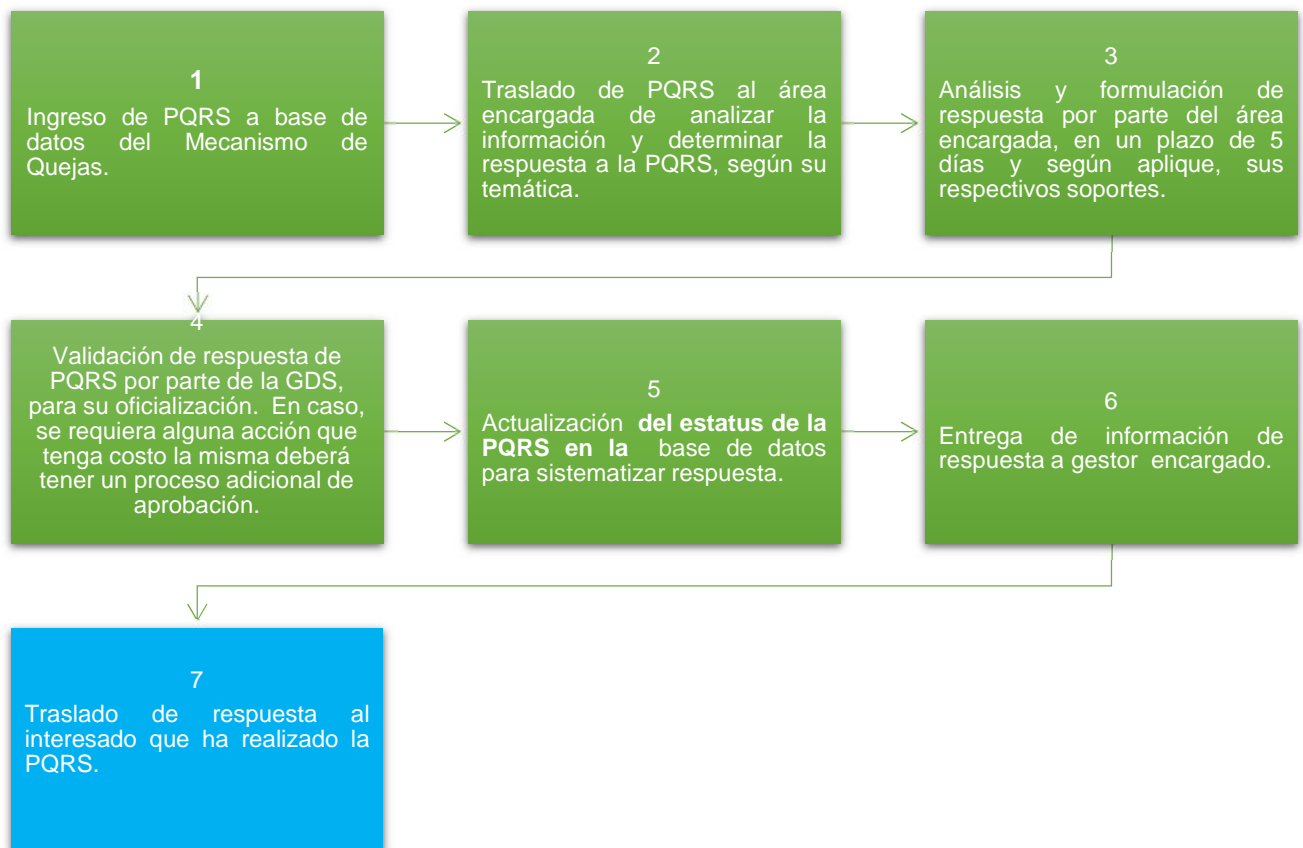 1
Ingreso de PQRS a base de
datos del Mecanismo de
Quejas.
2
Traslado de PQRS al área
encargada de analizar la
información y determinar la
respuesta a la PQRS, según su
temática.
3
Análisis y formulación de
respuesta por parte del área
encargada, en un plazo de 5
días y según aplique, sus
respectivos soportes.
4
Validación de respuesta de
PQRS por parte de la GDS,
para su oficialización. En caso,
se requiera alguna acción que
tenga costo la misma deberá
tener un proceso adicional de
aprobación.
5
Actualización del estatus de la
PQRS en la base de datos
para sistematizar respuesta.
6
Entrega de información de
respuesta a gestor encargado.
7
Traslado de respuesta al
interesado que ha realizado la
PQRS.